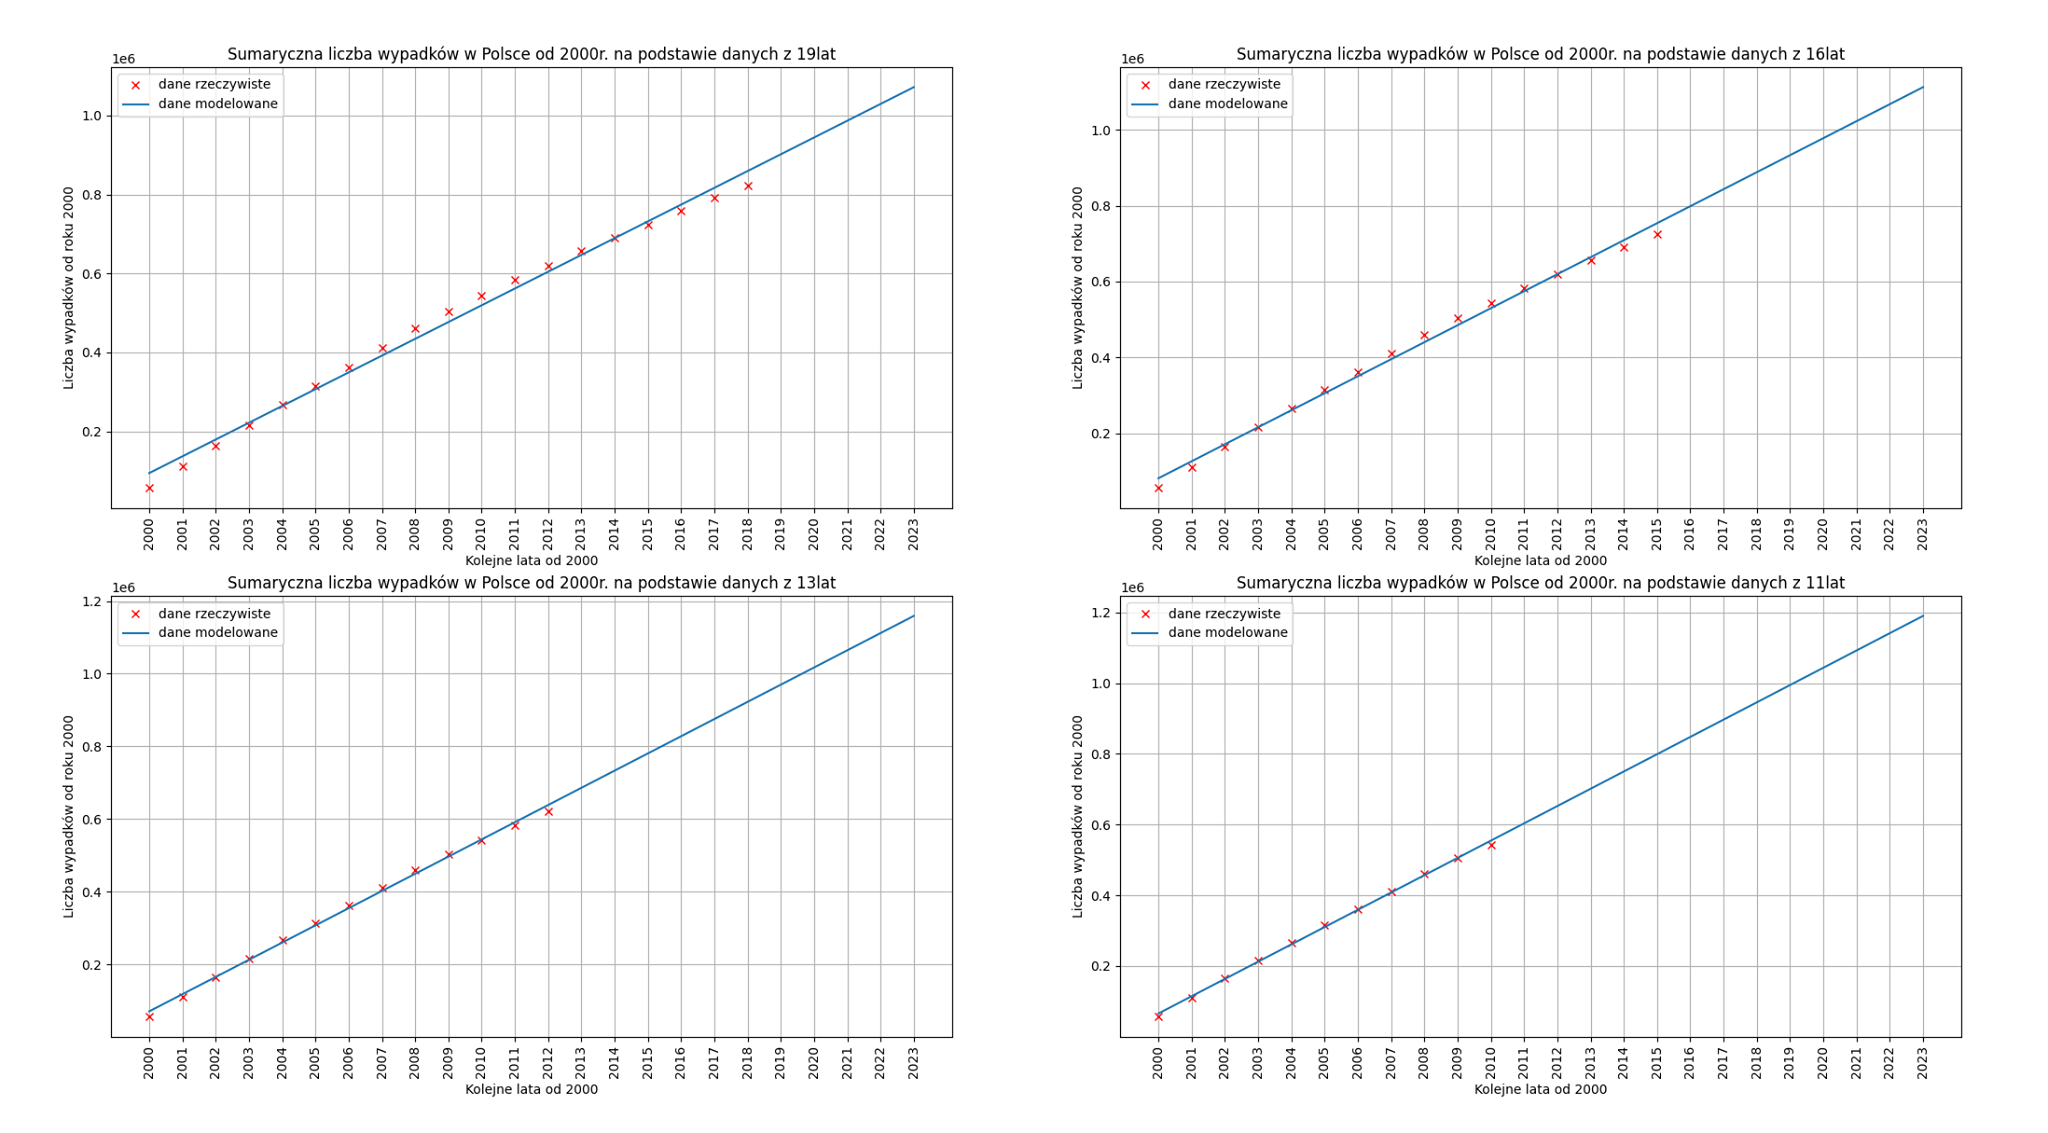 Sumaryczna liczba wypadków w Polsce od 2000r. na podstawie danych z 19lat
1e6
dane rzeczywiste
dane modelowane
1.0
0.8
0.6
0.4
0.2
Liczba wypadków od roku 2000
2000 2001 2002 2003 2004 2005 2006 2007 2008 2009 2010 2011 2012 2013 2014 2015 2016 2017 2018 2019 2020 2021 2022 2023
Kolejne lata od 2000
Sumaryczna liczba wypadków w Polsce od 2000r. na podstawie danych z 16lat
1e6
dane rzeczywiste
dane modelowane
1.0
0.8
0.6
0.4
0.2
Liczba wypadków od roku 2000
2000 2001 2002 2003 2004 2005 2006 2007 2008 2009 2010 2011 2012 2013 2014 2015 2016 2017 2018 2019 2020 2021 2022 2023
Kolejne lata od 2000
Sumaryczna liczba wypadków w Polsce od 2000r. na podstawie danych z 13lat
1e6
dane rzeczywiste
dane modelowane
1.2
1.0
0.8
0.6
0.4
0.2
Liczba wypadków od roku 2000
2000 2001 2002 2003 2004 2005 2006 2007 2008 2009 2010 2011 2012 2013 2014 2015 2016 2017 2018 2019 2020 2021 2022 2023
Kolejne lata od 2000
Sumaryczna liczba wypadków w Polsce od 2000r. na podstawie danych z 11lat
1e6
dane rzeczywiste
dane modelowane
1.2
1.0
0.8
0.6
0.4
0.2
Liczba wypadków od roku 2000
2000 2001 2002 2003 2004 2005 2006 2007 2008 2009 2010 2011 2012 2013 2014 2015 2016 2017 2018 2019 2020 2021 2022 2023
Kolejne lata od 2000